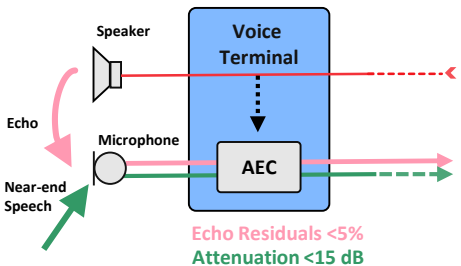 Speaker
Voice
Terminal
Echo
Microphone
AEC
Near-end
Speech
Echo Residuals <5%
Attenuation <15 dB